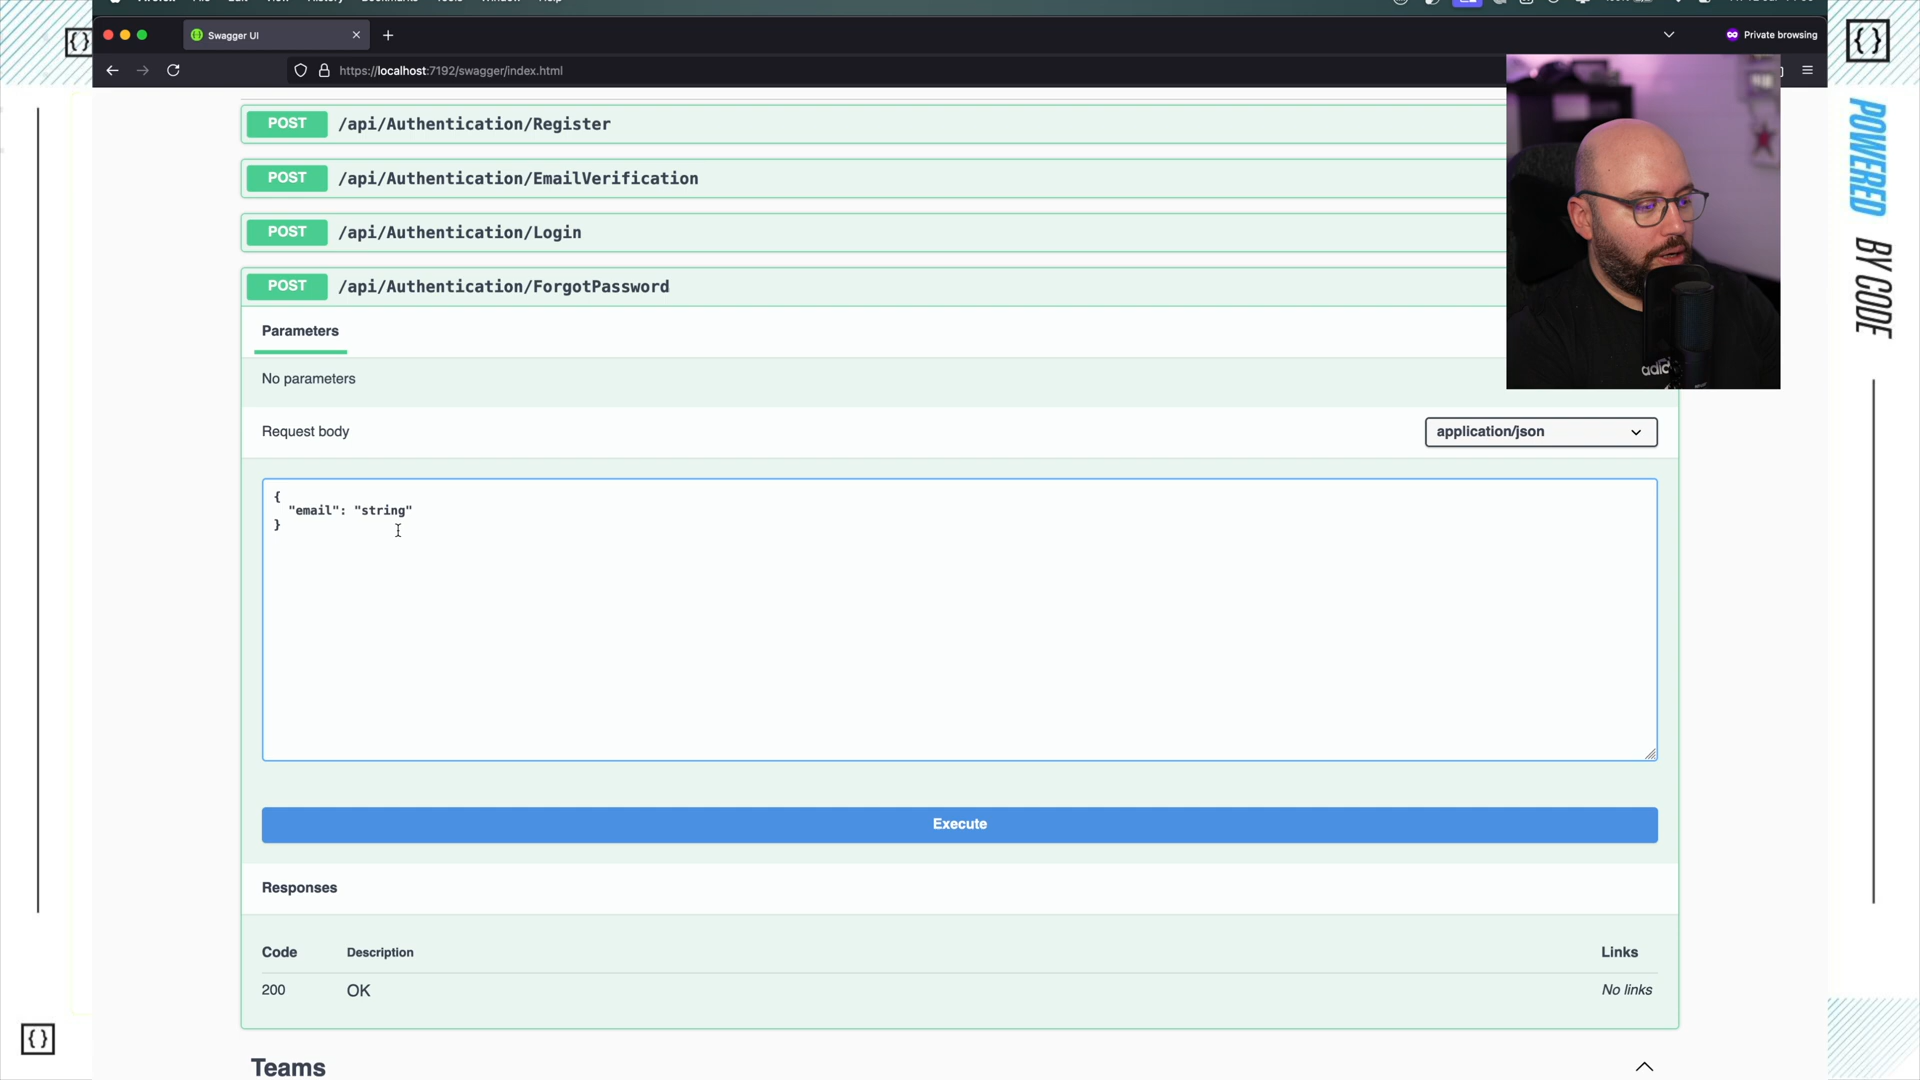 Swagger UI
Private browsing
https://localhost:7192/swagger/index.html
POST /api/Authentication/Register
POST /api/Authentication/EmailVerification
POST /api/Authentication/Login
POST /api/Authentication/ForgotPassword
Parameters
No parameters
Request body
application/json
{
"email": "string"
}
Execute
Responses
Code Description Links
200 OK No links
Teams
POWERED BY CODE
{}
{}
{}
adid